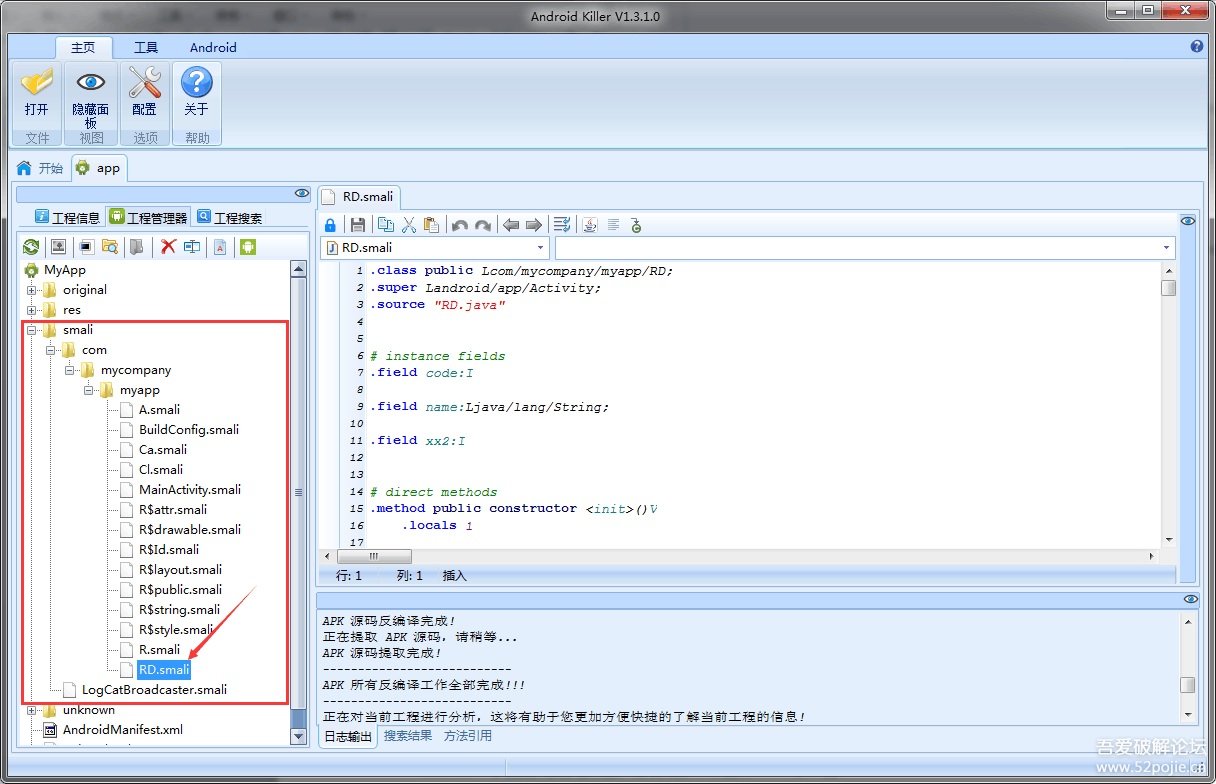 Android Killer V1.3.1.0
主页 工具 Android
打开 隐藏面板 配置 关于
文件 视图 选项 帮助
开始 app
工程信息 工程管理器 工程搜索
MyApp
original
res
smali
com
mycompany
myapp
A.smali
BuildConfig.smali
Ca.smali
Cl.smali
MainActivity.smali
R$attr.smali
R$drawable.smali
R$Id.smali
R$layout.smali
R$public.smali
R$string.smali
R$style.smali
R.smali
RD.smali
LogCatBroadcaster.smali
unknown
AndroidManifest.xml
RD.smali
RD.smali
1 .class public Lcom/mycompany/myapp/RD;
2 .super Landroid/app/Activity;
3 .source "RD.java"
4
5
6 # instance fields
7 .field code:I
8
9 .field name:Ljava/lang/String;
10
11 .field xx2:I
12
13
14 # direct methods
15 .method public constructor <init>()V
16 .locals 1
17
行: 1 列: 1 插入
APK 源码反编译完成!
正在提取 APK 源码，请稍等...
APK 源码提取完成!
--------------------------
APK 所有反编译工作全部完成!!!
--------------------------
正在对当前工程进行分析，这将有助于您更加方便快捷的了解当前工程的信息!
日志输出 搜索结果 方法引用
吾爱破解论坛
www.52pojie.cn